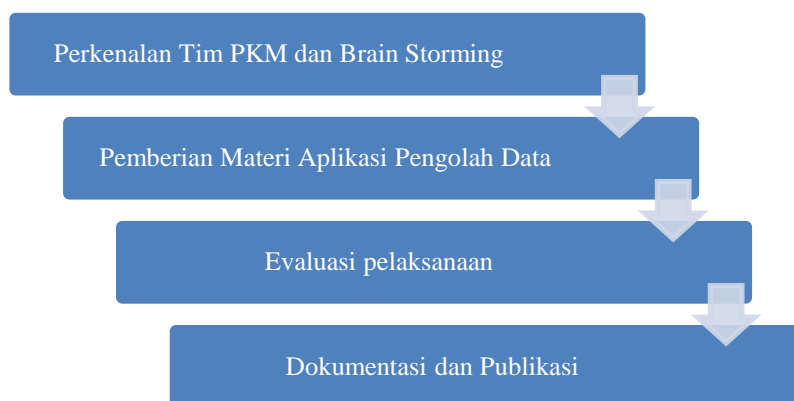 Perkenalan Tim PKM dan Brain Storming
Pemberian Materi Aplikasi Pengolah Data
Evaluasi pelaksanaan
Dokumentasi dan Publikasi